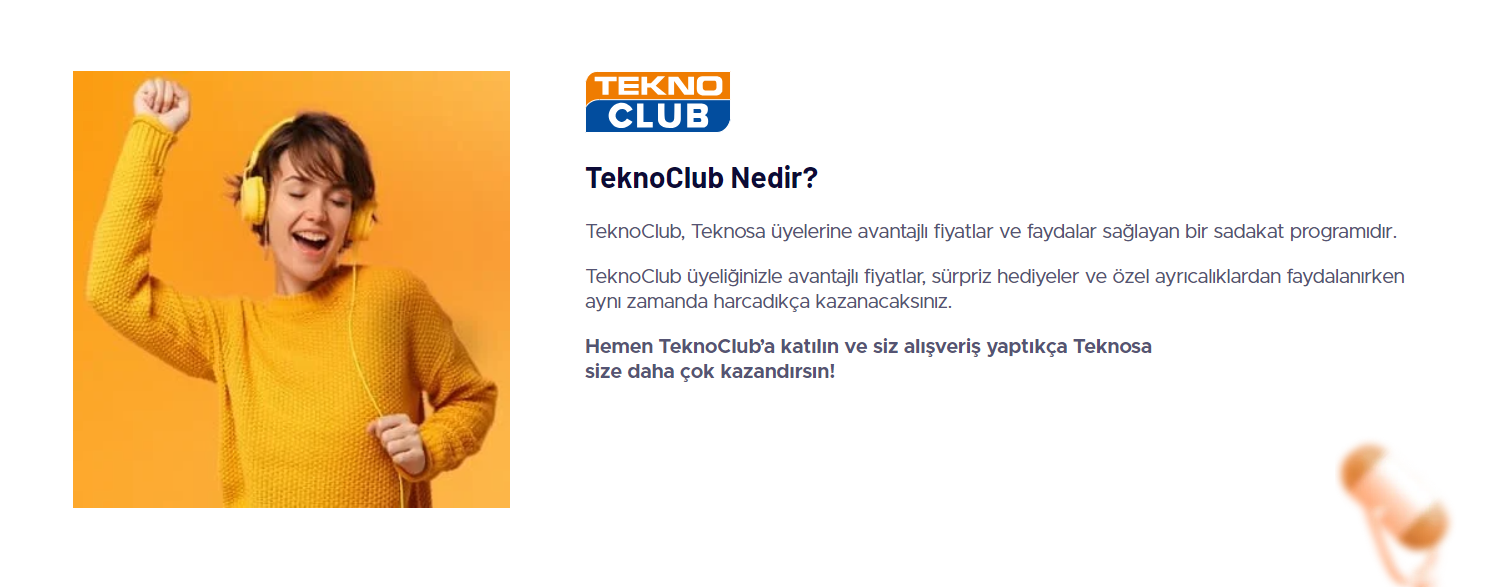 TEKNO
CLUB
TeknoClub Nedir?
TeknoClub, Teknosa üyelerine avantajlı fiyatlar ve faydalar sağlayan bir sadakat programıdır.
TeknoClub üyeliğinizle avantajlı fiyatlar, sürpriz hediyeler ve özel ayrıcalıklardan faydalanırken
aynı zamanda harcadıkça kazanacaksınız.
Hemen TeknoClub’a katılın ve siz alışveriş yaptıkça Teknosa
size daha çok kazandırsın!